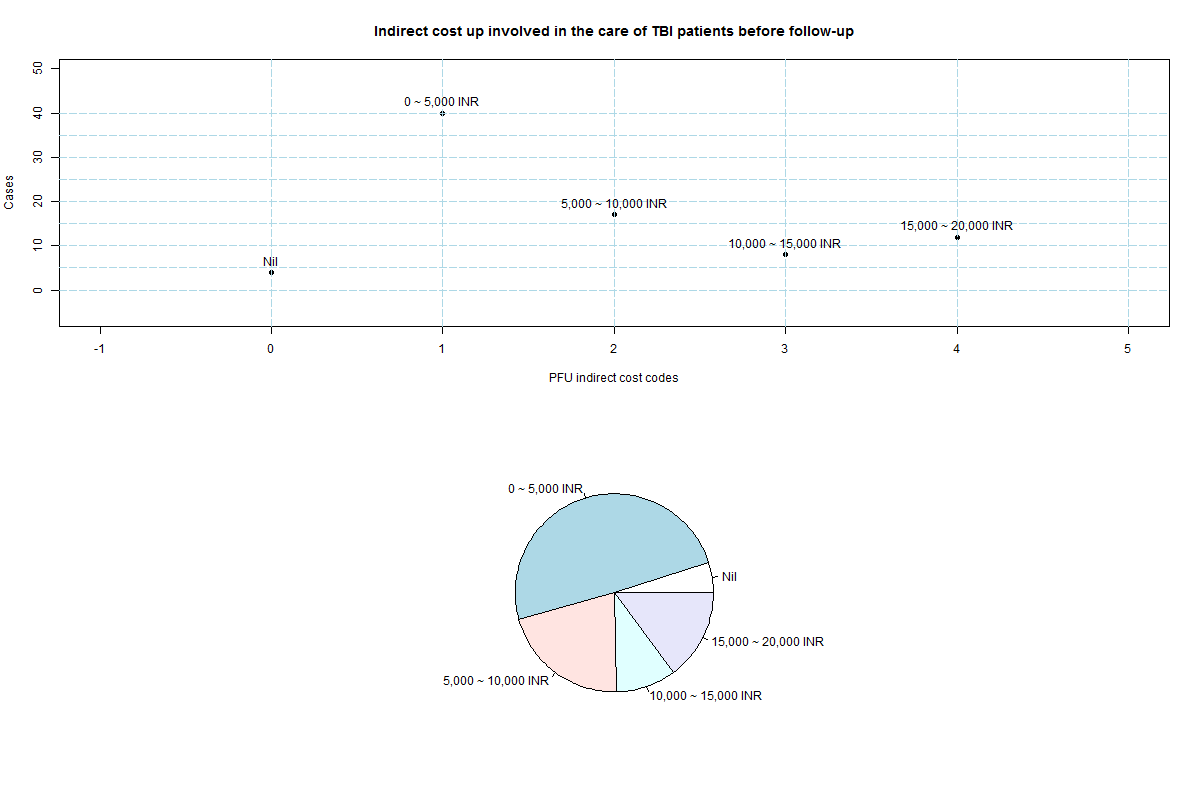 Indirect cost up involved in the care of TBI patients before follow-up
50
40
30
20
10
0
Cases
0 ~ 5,000 INR
5,000 ~ 10,000 INR
15,000 ~ 20,000 INR
10,000 ~ 15,000 INR
Nil
-1 0 1 2 3 4 5
PFU indirect cost codes
0 ~ 5,000 INR
Nil
15,000 ~ 20,000 INR
5,000 ~ 10,000 INR
10,000 ~ 15,000 INR